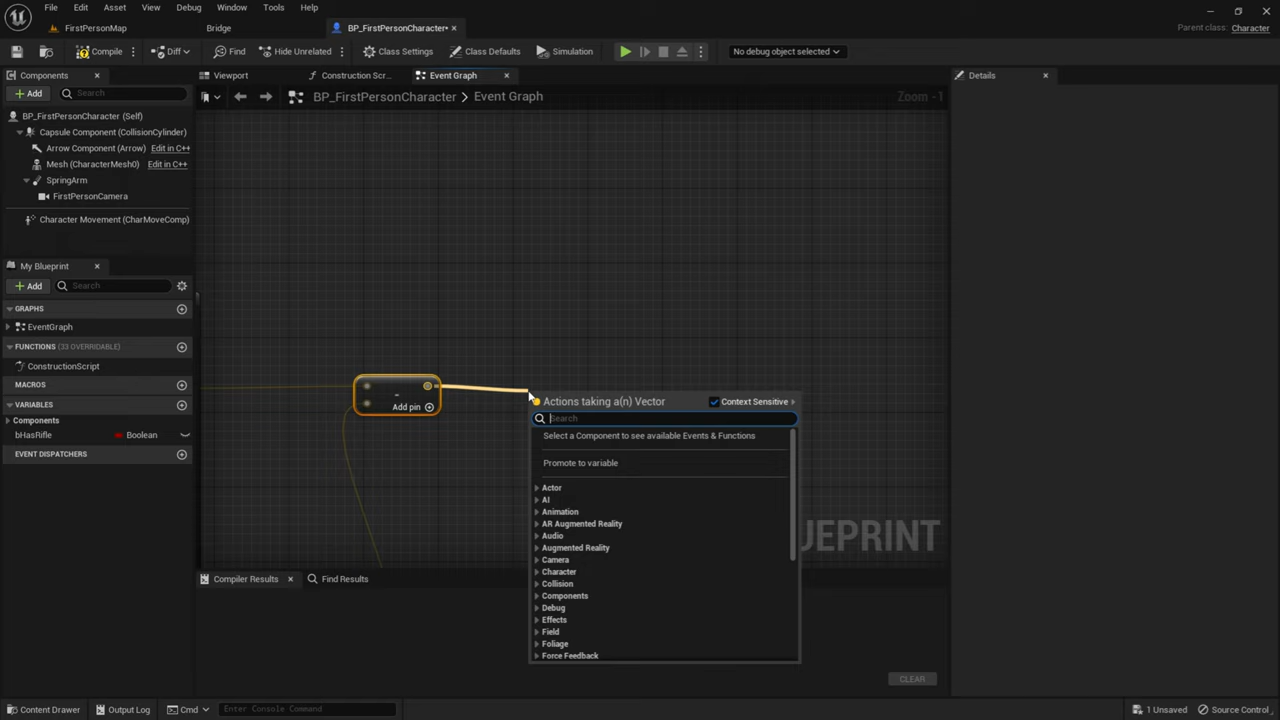 File Edit Asset View Debug Window Tools Help
FirstPersonMap Bridge BP_FirstPersonCharacter* Parent class: Character
Compile Diff Find Hide Unrelated Class Settings Class Defaults Simulation No debug object selected
Components Viewport Construction Scr... Event Graph Details
Add Search BP_FirstPersonCharacter > Event Graph Zoom -1
BP_FirstPersonCharacter (Self)
Capsule Component (CollisionCylinder)
Arrow Component (Arrow) Edit in C++
Mesh (CharacterMesh0) Edit in C++
SpringArm
FirstPersonCamera
Character Movement (CharMoveComp)
My Blueprint
Add Search
GRAPHS
EventGraph
FUNCTIONS (33 OVERRIDABLE)
ConstructionScript
MACROS
VARIABLES
Components
bHasRifle Boolean
EVENT DISPATCHERS
-
Add pin
Actions taking a(n) Vector Context Sensitive
Search
Select a Component to see available Events & Functions
Promote to variable
Actor
AI
Animation
AR Augmented Reality
Audio
Augmented Reality
Camera
Character
Collision
Components
Debug
Effects
Field
Foliage
Force Feedback
UEPRINT
Compiler Results Find Results
CLEAR
Content Drawer Output Log Cmd Enter Console Command 1 Unsaved Source Control